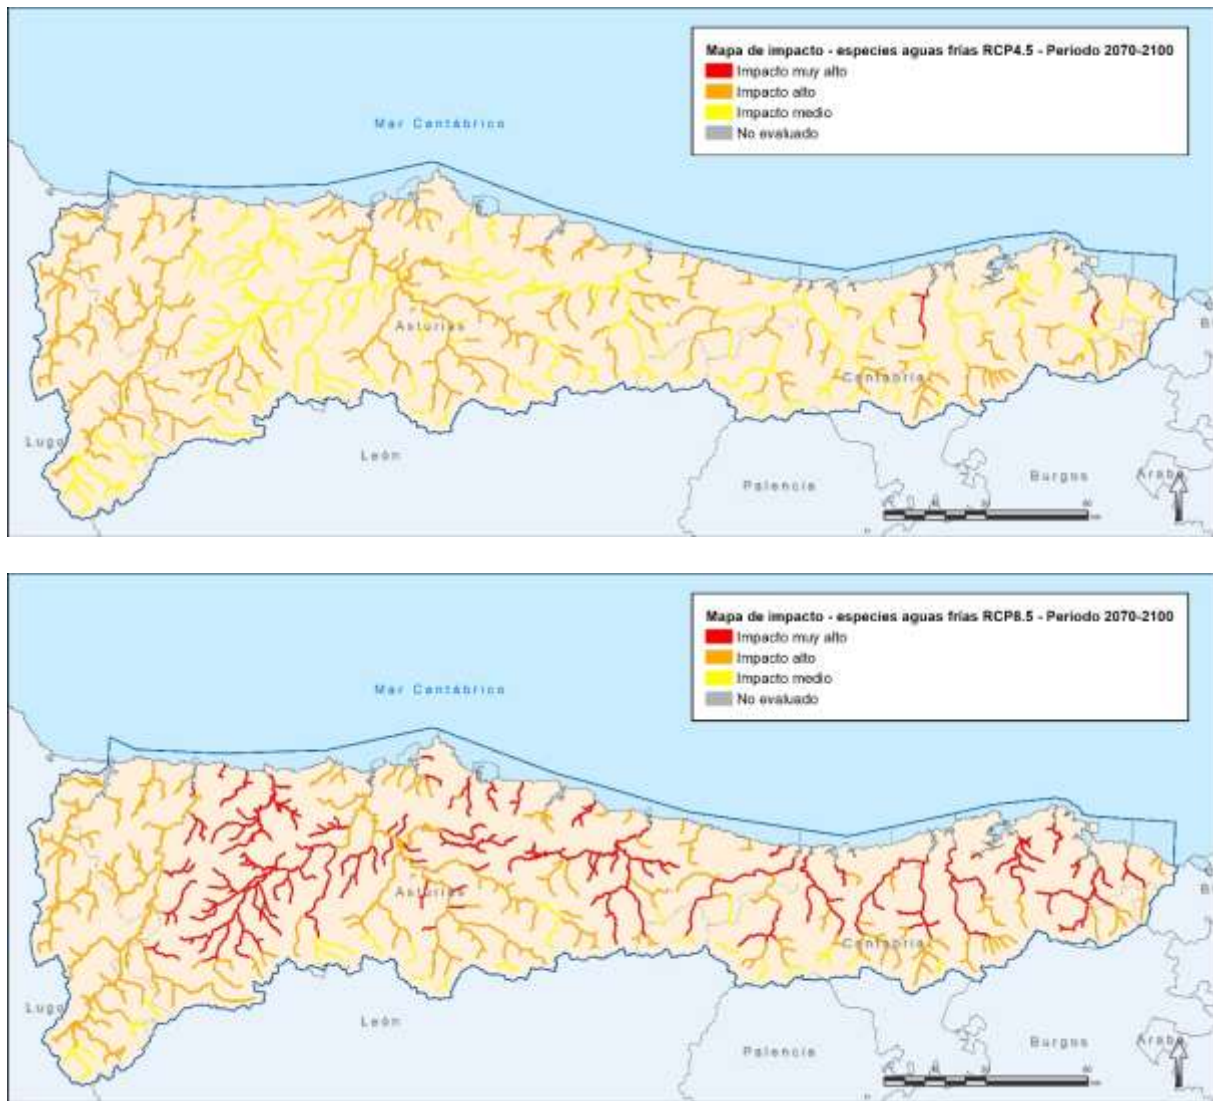 Mapa de impacto - especies aguas frías RCP4.5 - Periodo 2070-2100
Impacto muy alto
Impacto alto
Impacto medio
No evaluado
Mar Cantábrico
Asturias
Cantabria
Lugo
León
Palencia
Burgos
Araba
Mapa de impacto - especies aguas frías RCP8.5 - Periodo 2070-2100
Impacto muy alto
Impacto alto
Impacto medio
No evaluado
Mar Cantábrico
Asturias
Cantabria
Lugo
León
Palencia
Burgos
Araba